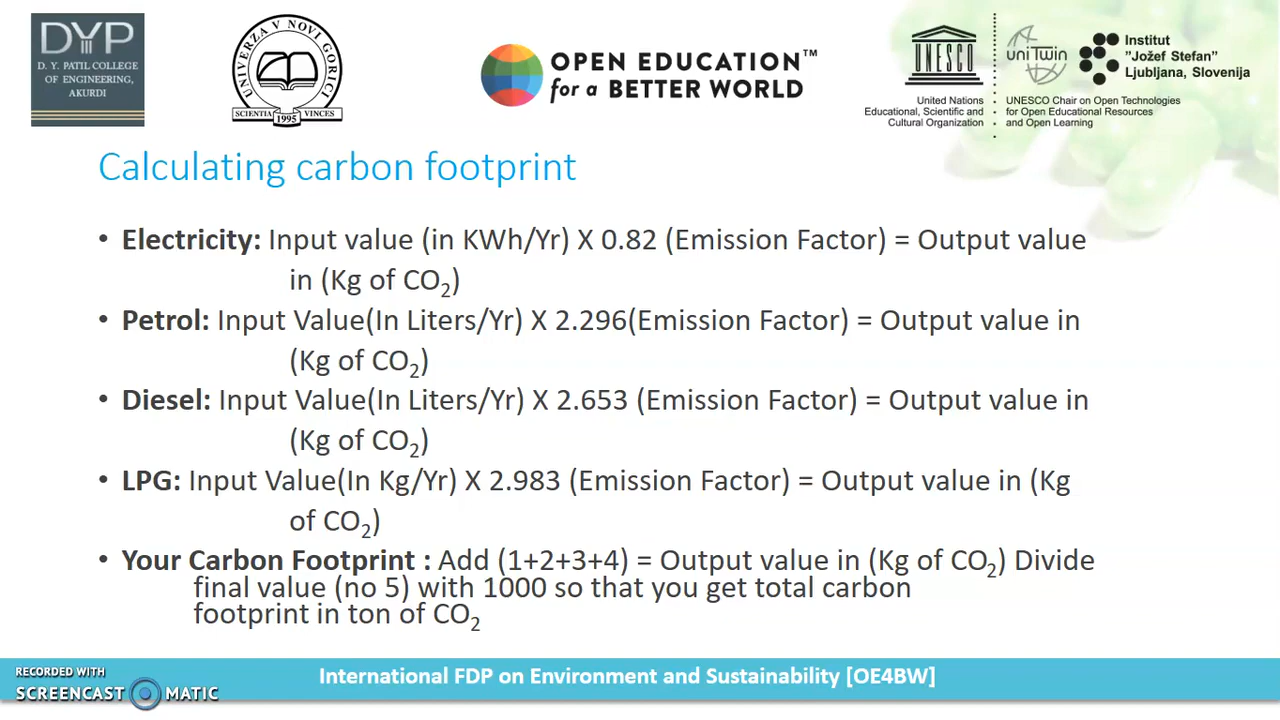 DYP
D. Y. PATIL COLLEGE
OF ENGINEERING,
AKURDI
UNIVERZA V NOVI GORICI
SCIENTIA VINCES
1995
OPEN EDUCATION™
for a BETTER WORLD
UNESCO
United Nations
Educational, Scientific and
Cultural Organization
uniTwin
Institut
"Jožef Stefan"
Ljubljana, Slovenija
UNESCO Chair on Open Technologies
for Open Educational Resources
and Open Learning
Calculating carbon footprint
• Electricity: Input value (in KWh/Yr) X 0.82 (Emission Factor) = Output value
in (Kg of CO₂)
• Petrol: Input Value(In Liters/Yr) X 2.296(Emission Factor) = Output value in
(Kg of CO₂)
• Diesel: Input Value(In Liters/Yr) X 2.653 (Emission Factor) = Output value in
(Kg of CO₂)
• LPG: Input Value(In Kg/Yr) X 2.983 (Emission Factor) = Output value in (Kg
of CO₂)
• Your Carbon Footprint : Add (1+2+3+4) = Output value in (Kg of CO₂) Divide
final value (no 5) with 1000 so that you get total carbon
footprint in ton of CO₂
International FDP on Environment and Sustainability [OE4BW]
RECORDED WITH
SCREENCAST MATIC